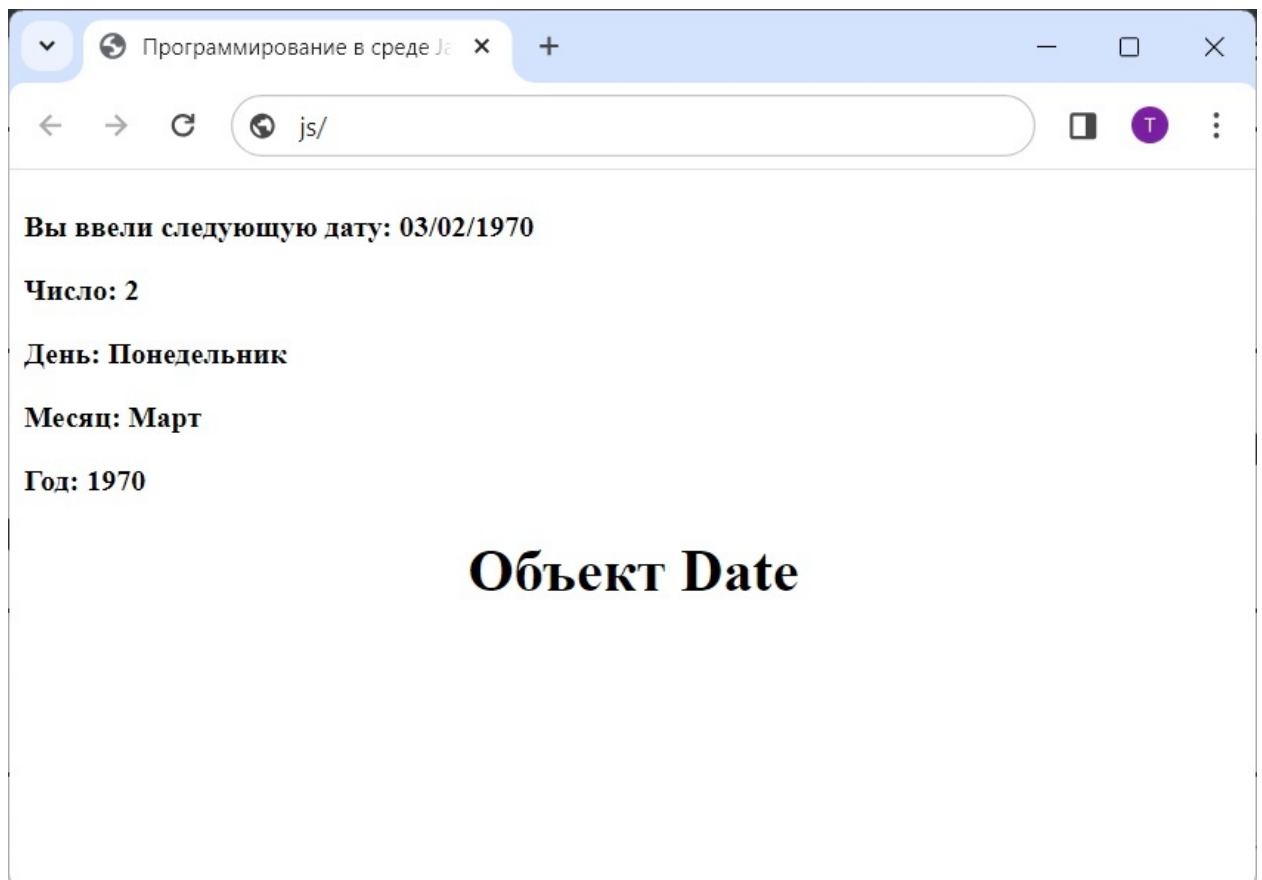 Программирование в среде Ja
js/
T
Вы ввели следующую дату: 03/02/1970
Число: 2
День: Понедельник
Месяц: Март
Год: 1970
Объект Date